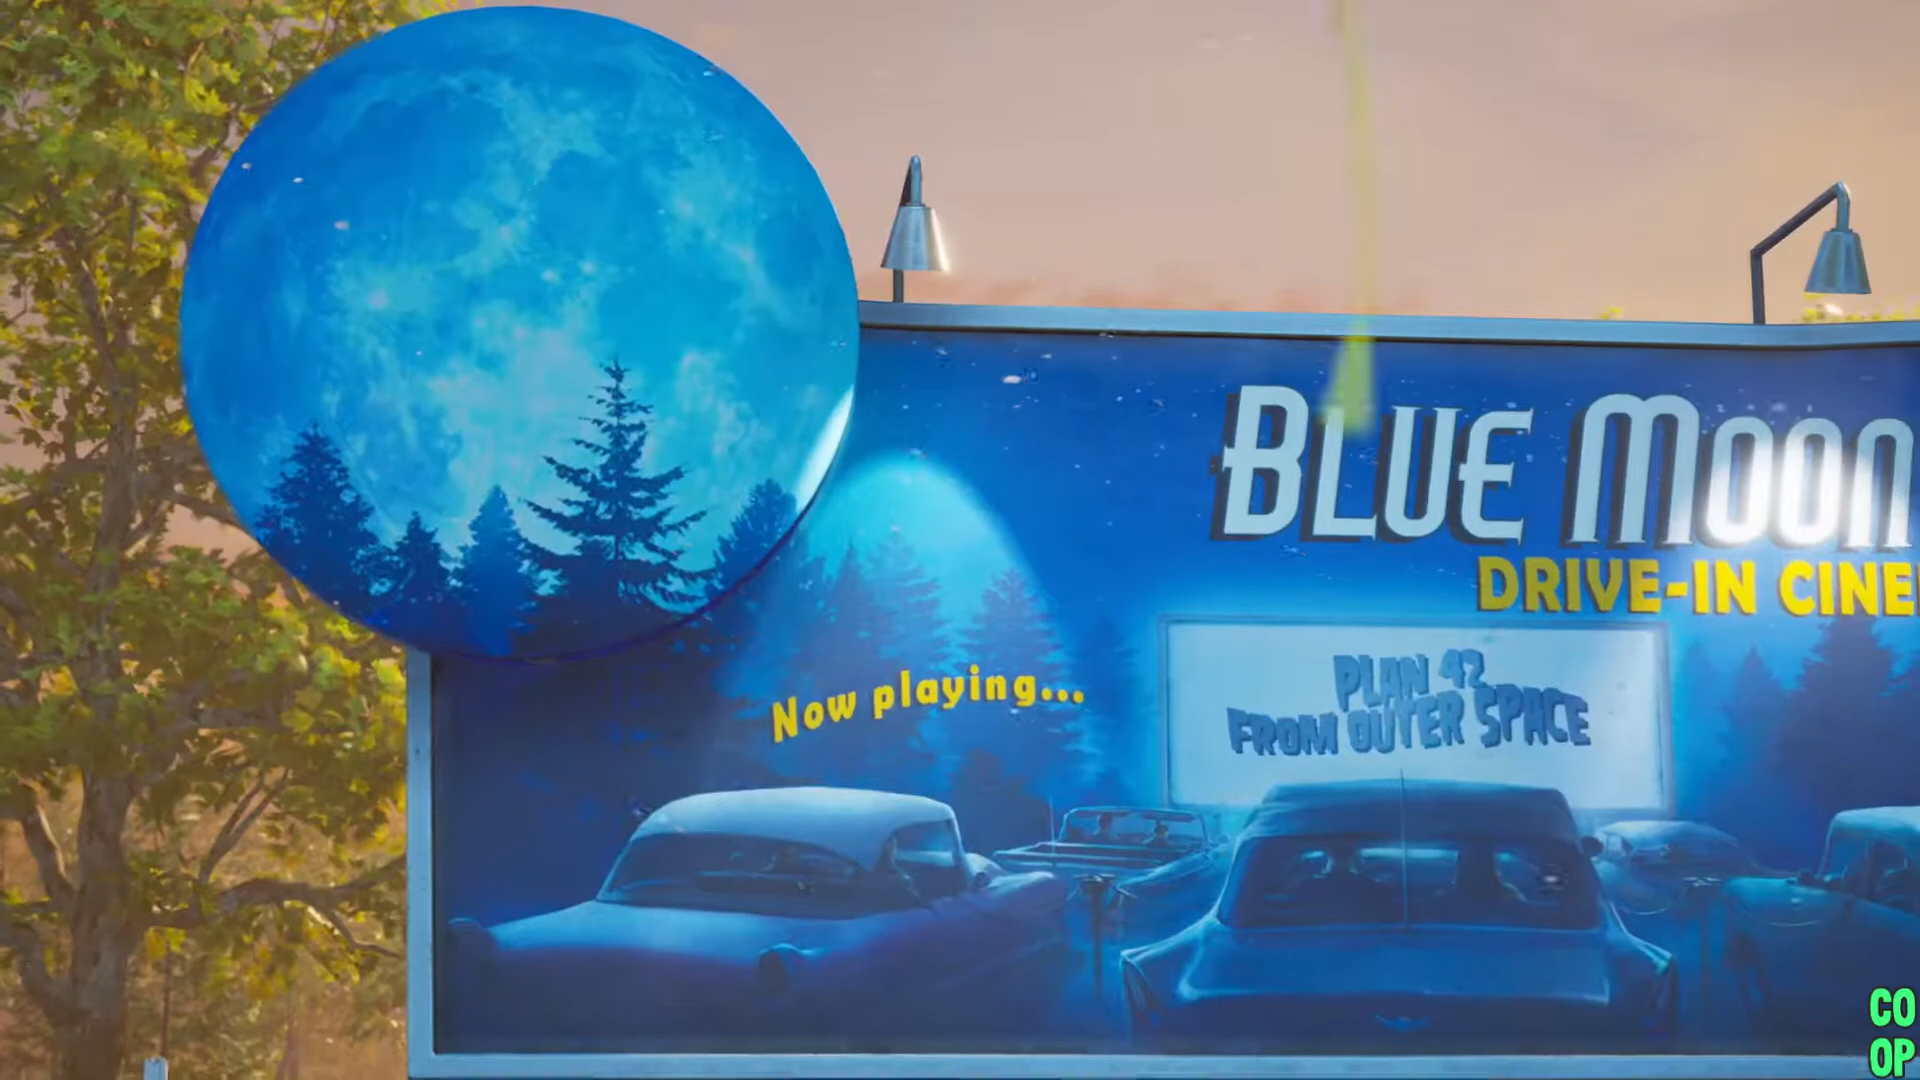 BLUE MOON
DRIVE-IN CINE
Now playing...
PLAN 42
FROM OUTER SPACE
CO
OP